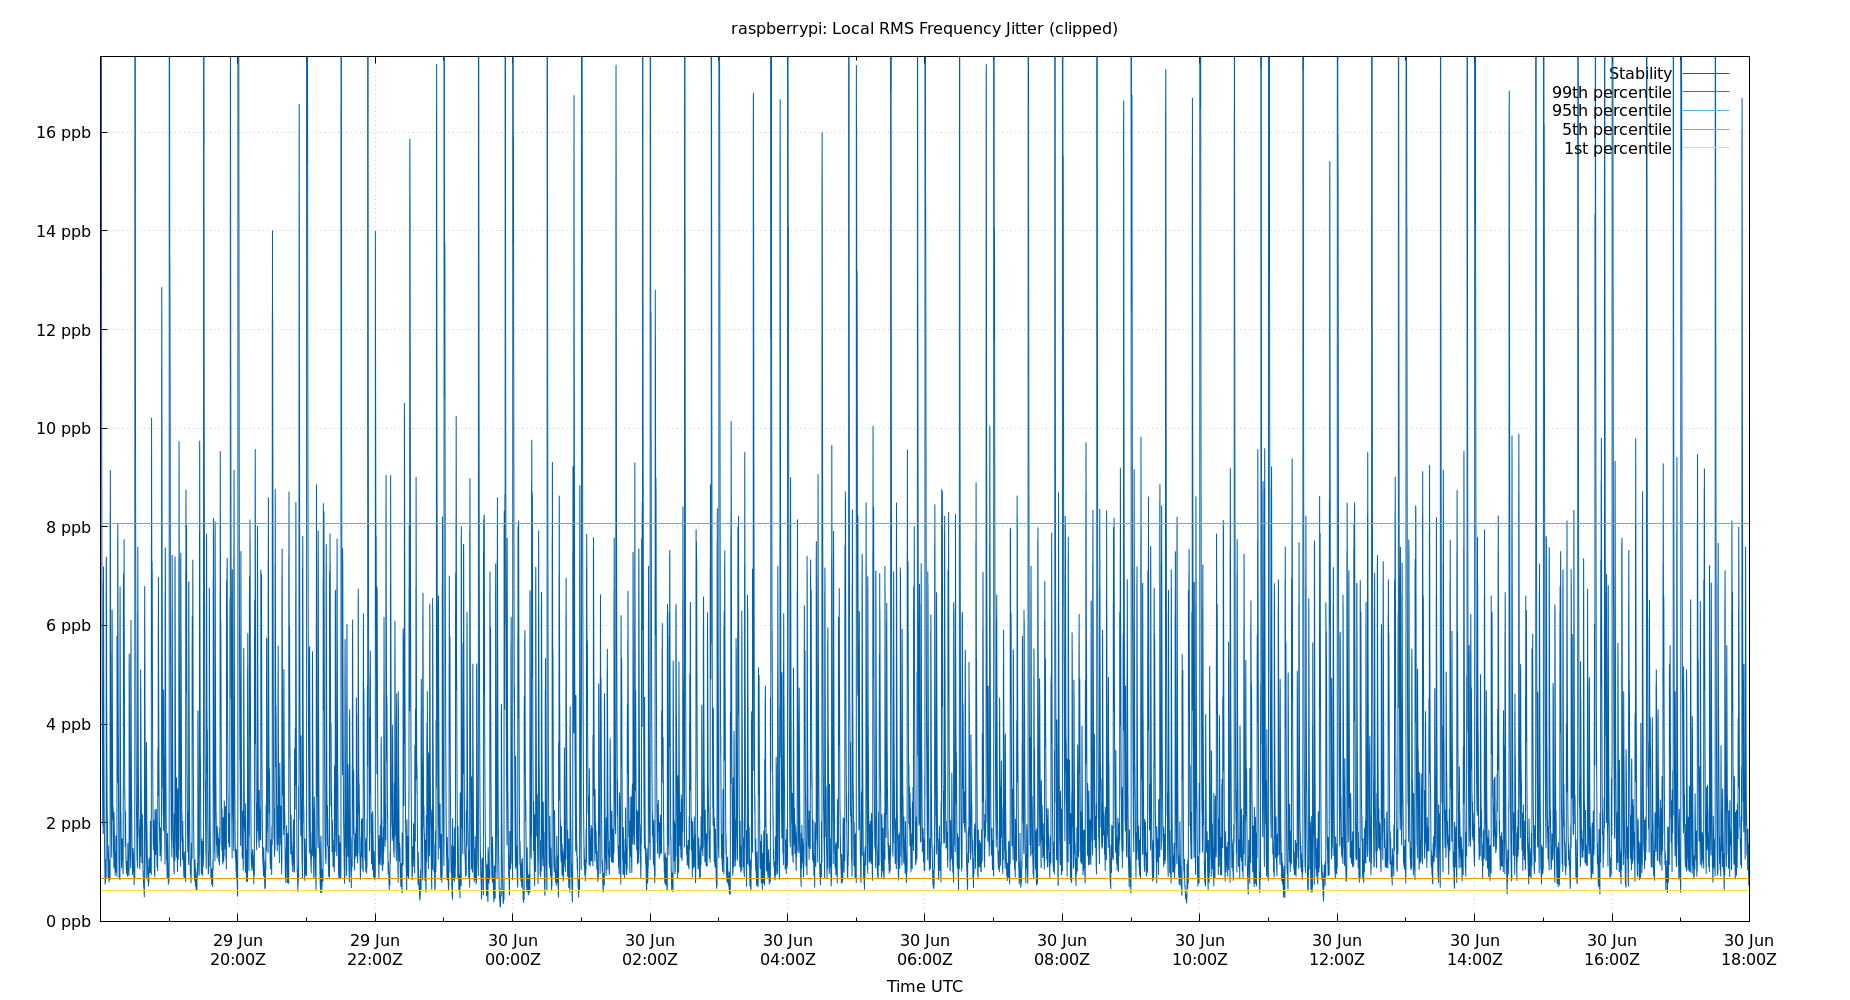 raspberrypi: Local RMS Frequency Jitter (clipped)
Stability
99th percentile
95th percentile
5th percentile
1st percentile
16 ppb
14 ppb
12 ppb
10 ppb
8 ppb
6 ppb
4 ppb
2 ppb
0 ppb
29 Jun 29 Jun 30 Jun 30 Jun 30 Jun 30 Jun 30 Jun 30 Jun 30 Jun 30 Jun 30 Jun 30 Jun
20:00Z 22:00Z 00:00Z 02:00Z 04:00Z 06:00Z 08:00Z 10:00Z 12:00Z 14:00Z 16:00Z 18:00Z
Time UTC